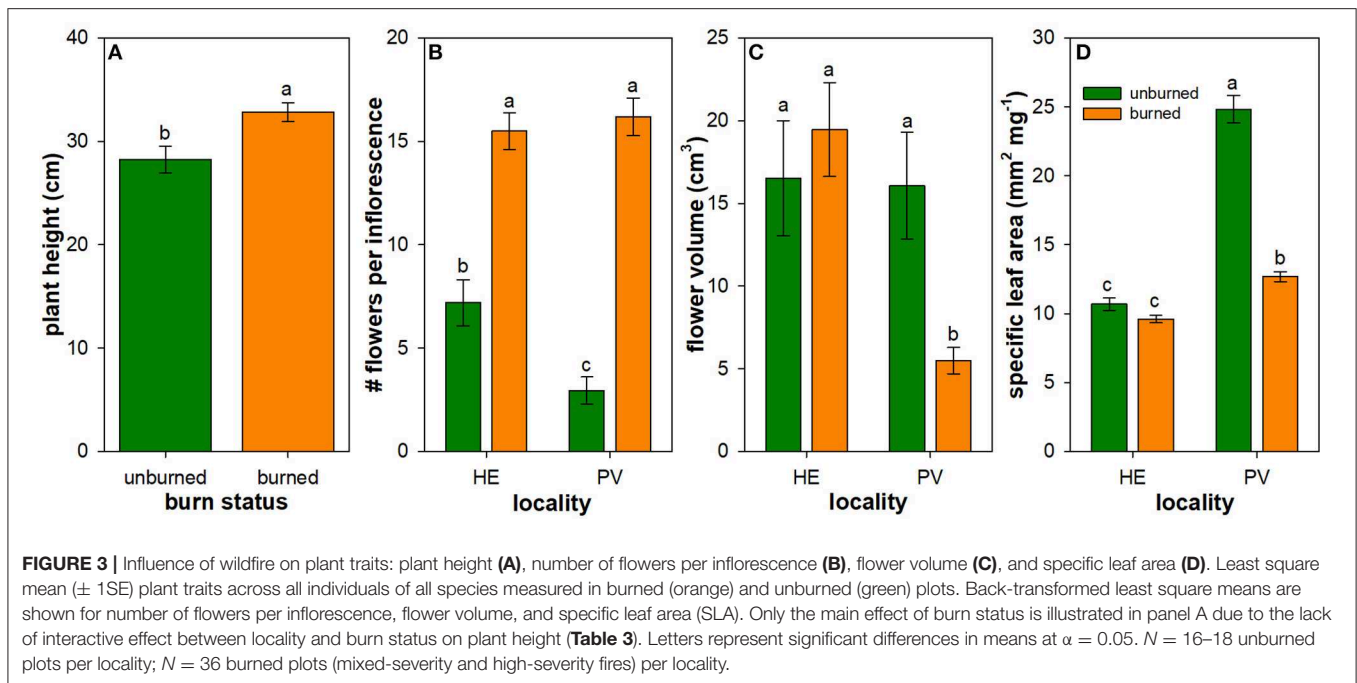 A
40
30
20
10
0
plant height (cm)
b
a
unburned
burned
burn status
B
20
15
10
5
0
# flowers per inflorescence
b
a
c
a
HE
PV
locality
C
25
20
15
10
5
0
flower volume (cm³)
a
a
a
b
HE
PV
locality
D
30
25
20
15
10
5
0
specific leaf area (mm² mg⁻¹)
unburned
burned
c
c
a
b
HE
PV
locality
FIGURE 3 | Influence of wildfire on plant traits: plant height (A), number of flowers per inflorescence (B), flower volume (C), and specific leaf area (D). Least square
mean (± 1SE) plant traits across all individuals of all species measured in burned (orange) and unburned (green) plots. Back-transformed least square means are
shown for number of flowers per inflorescence, flower volume, and specific leaf area (SLA). Only the main effect of burn status is illustrated in panel A due to the lack
of interactive effect between locality and burn status on plant height (Table 3). Letters represent significant differences in means at α = 0.05. N = 16–18 unburned
plots per locality; N = 36 burned plots (mixed-severity and high-severity fires) per locality.